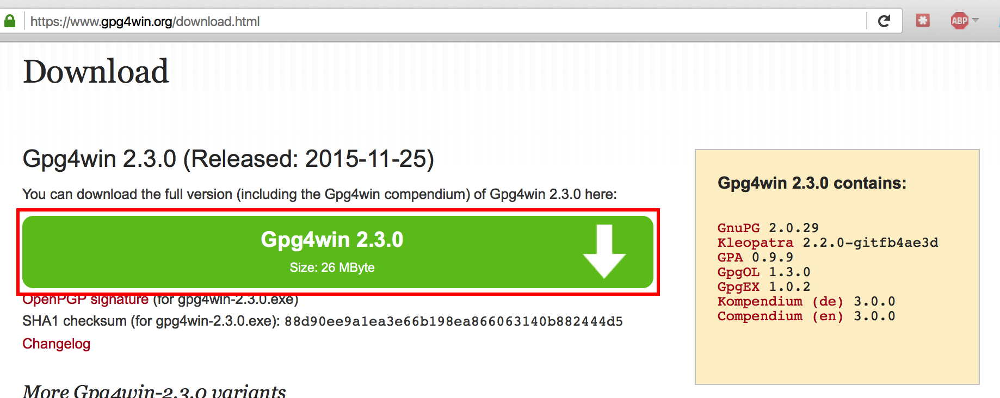 https://www.gpg4win.org/download.html
ABP
Download
Gpg4win 2.3.0 (Released: 2015-11-25)
You can download the full version (including the Gpg4win compendium) of Gpg4win 2.3.0 here:
Gpg4win 2.3.0
Size: 26 MByte
OpenPGP signature (for gpg4win-2.3.0.exe)
SHA1 checksum (for gpg4win-2.3.0.exe): 88d90ee9a1ea3e66b198ea866063140b882444d5
Changelog
More Gpg4win-2.3.0 variants
Gpg4win 2.3.0 contains:
GnuPG 2.0.29
Kleopatra 2.2.0-gitfb4ae3d
GPA 0.9.9
GpgOL 1.3.0
GpgEX 1.0.2
Kompendium (de) 3.0.0
Compendium (en) 3.0.0